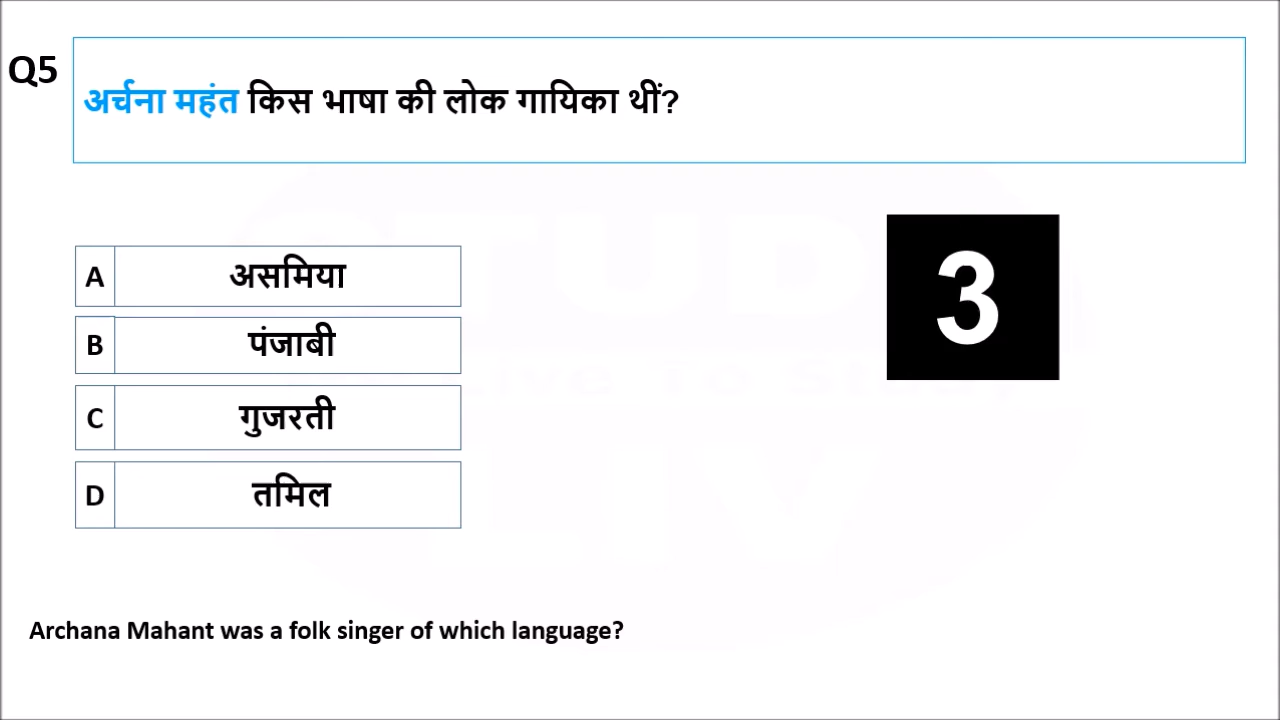 Q5
अर्चना महंत किस भाषा की लोक गायिका थीं?
3
A असमिया
B पंजाबी
C गुजरती
D तमिल
Archana Mahant was a folk singer of which language?